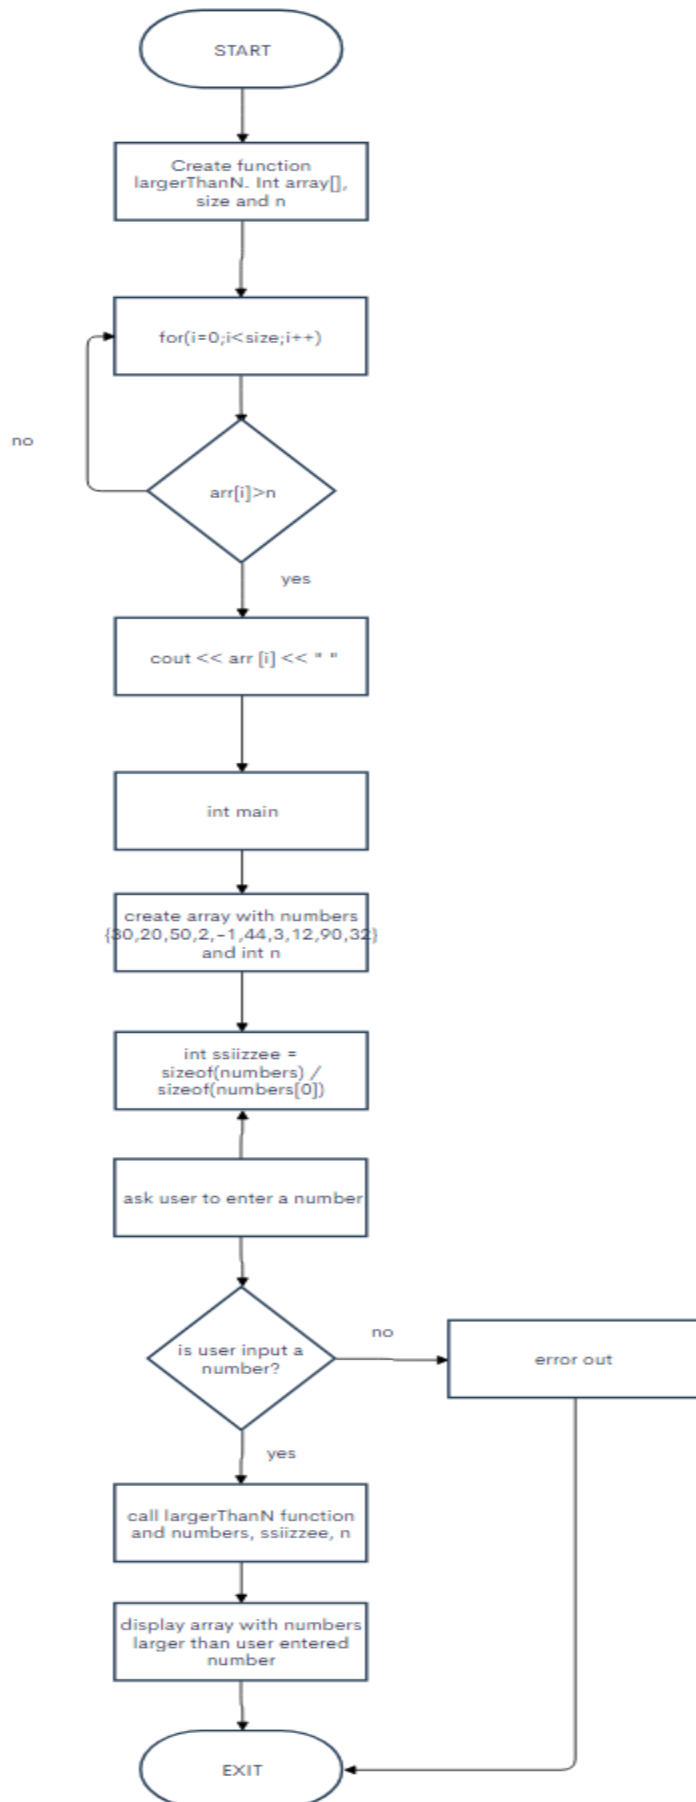 START
Create function
largerThanN. Int array[],
size and n
for(i=0;i<size;i++)
no
arr[i]>n
yes
cout << arr [i] << " "
int main
create array with numbers
{30,20,50,2,-1,44,3,12,90,32}
and int n
int ssiizzee =
sizeof(numbers) /
sizeof(numbers[0])
ask user to enter a number
is user input a
number?
no
error out
yes
call largerThanN function
and numbers, ssiizzee, n
display array with numbers
larger than user entered
number
EXIT